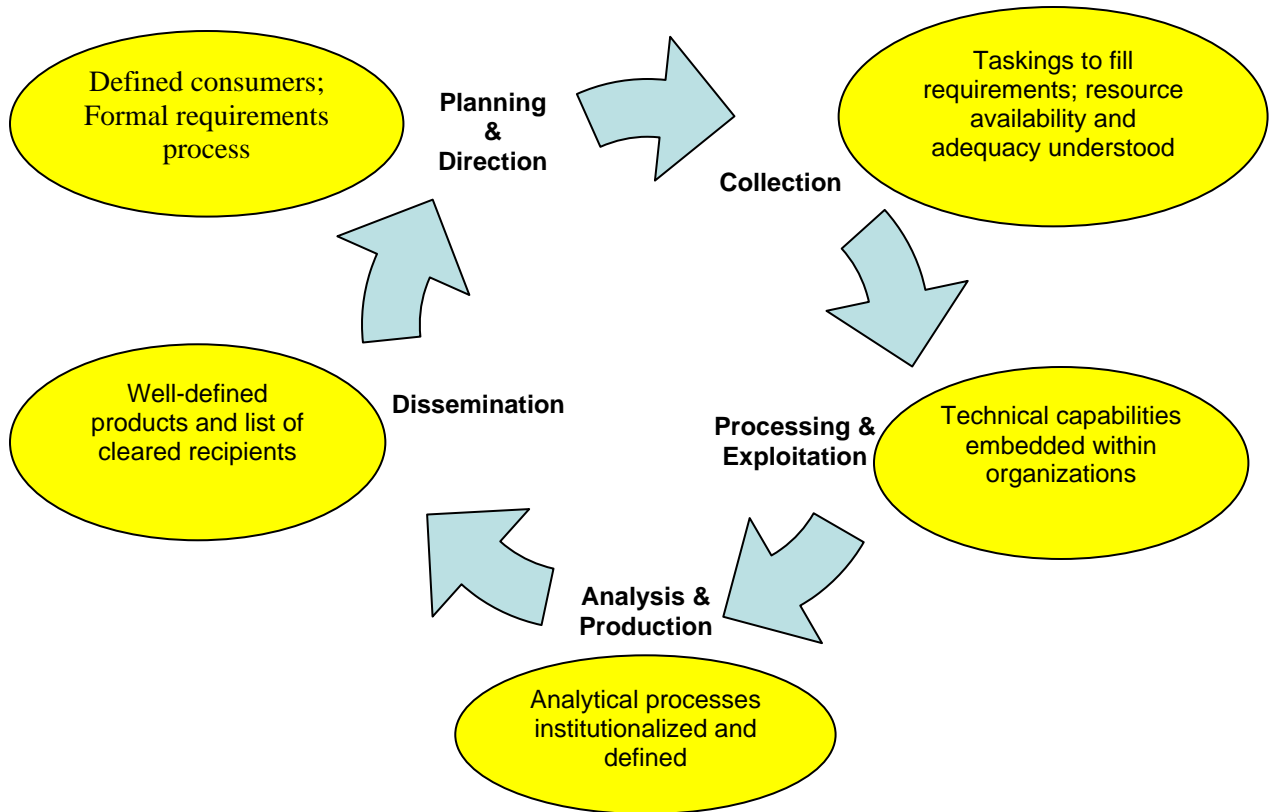 Defined consumers;
Formal requirements
process
Planning
&
Direction
Taskings to fill
requirements; resource
availability and
adequacy understood
Collection
Technical capabilities
embedded within
organizations
Processing &
Exploitation
Analysis &
Production
Analytical processes
institutionalized and
defined
Dissemination
Well-defined
products and list of
cleared recipients